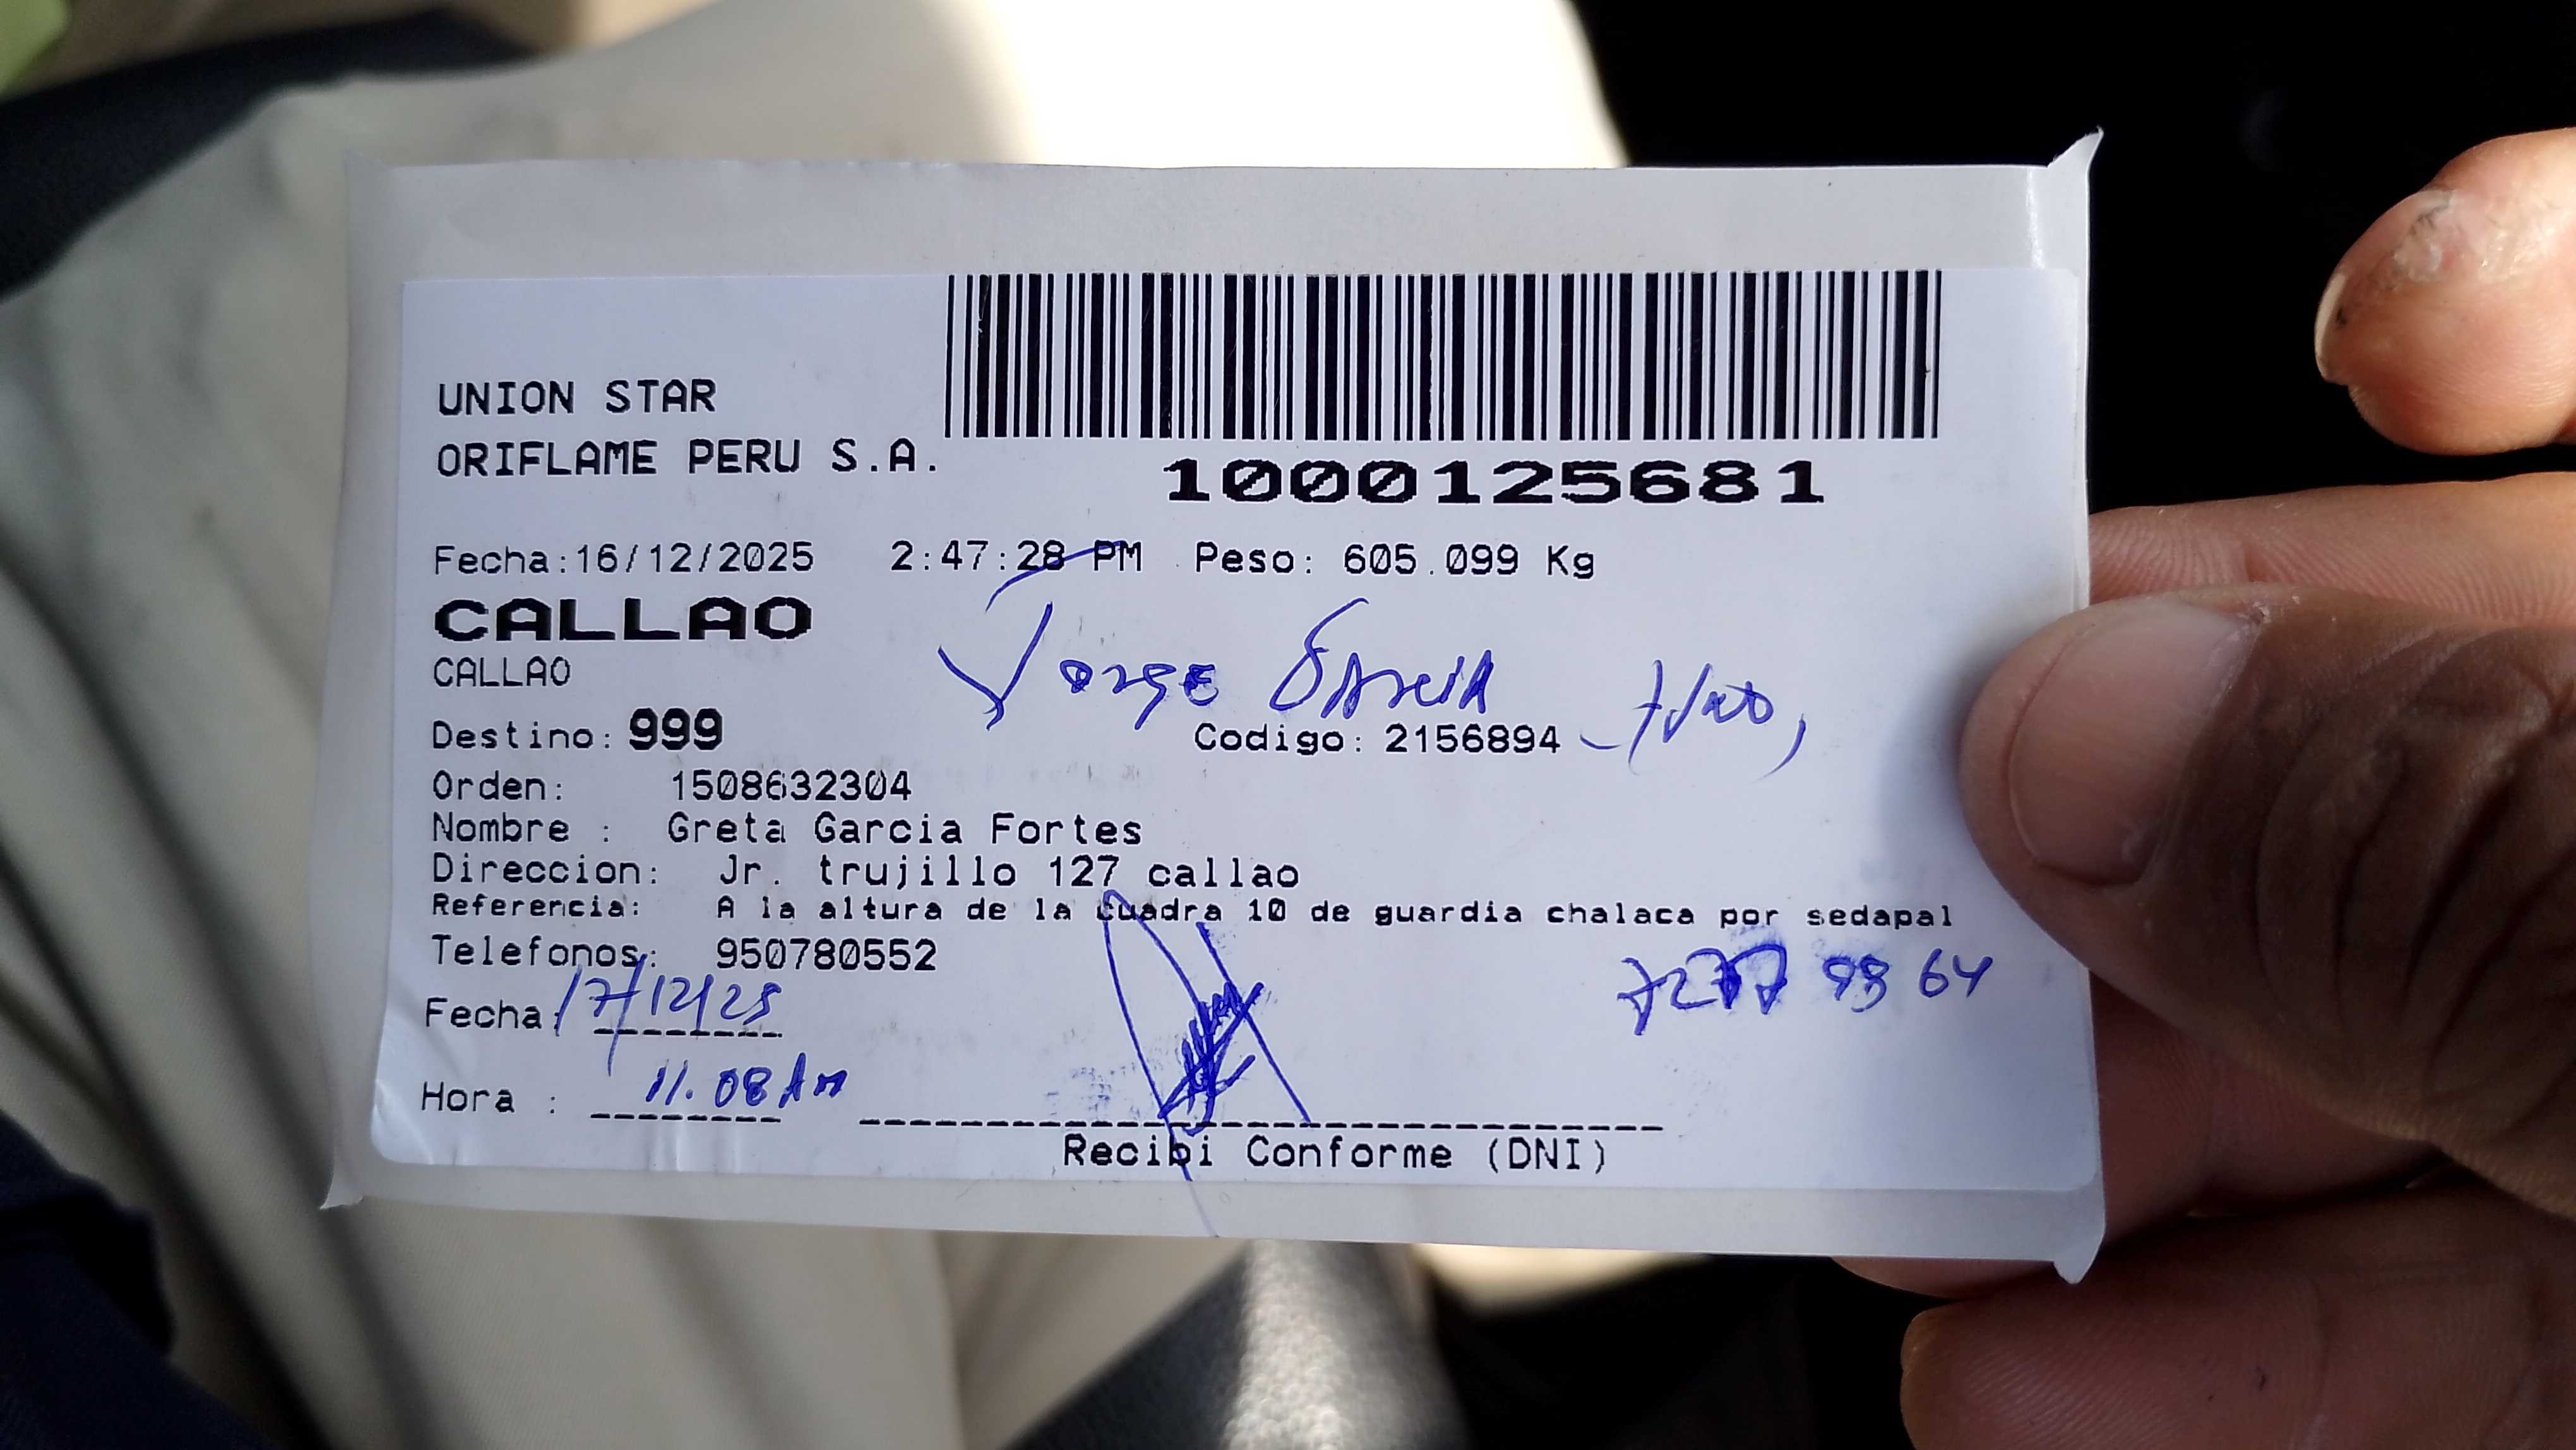 UNION STAR
ORIFLAME PERU S.A.
1000125681
Fecha:16/12/2025 2:47:28 PM Peso: 605.099 Kg
CALLAO
CALLAO
Jorge Garcia
Destino: 999 Codigo: 2156894
Orden: 1508632304
Nombre : Greta Garcia Fortes
Direccion: Jr. trujillo 127 callao
Referencia: A la altura de la cuadra 10 de guardia chalaca por sedapal
Telefonos: 950780552
Fecha: 17/12/25
Hora : 11.08 Am
Recibi Conforme (DNI)